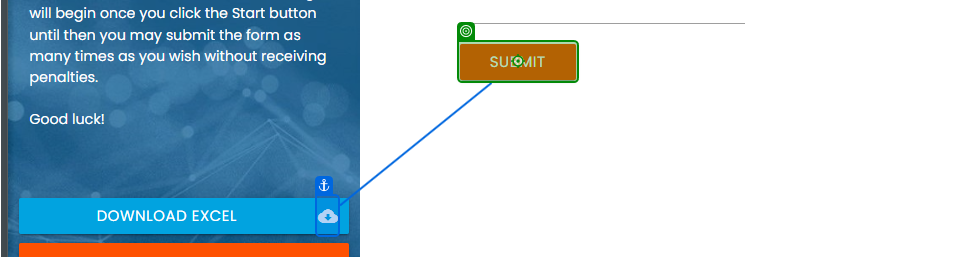 will begin once you click the Start button
until then you may submit the form as
many times as you wish without receiving
penalties.
Good luck!
SUBMIT
DOWNLOAD EXCEL